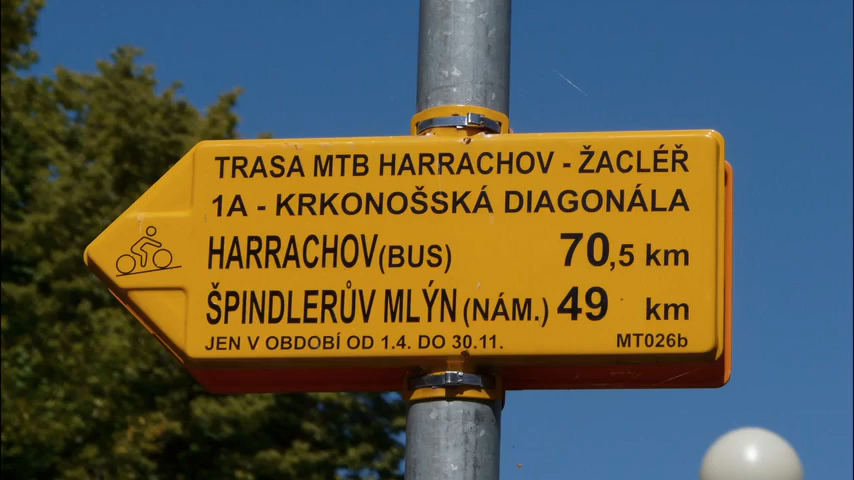 TRASA MTB HARRACHOV - ŽACLÉŘ
1A - KRKONOŠSKÁ DIAGONÁLA
HARRACHOV (BUS) 70,5 km
ŠPINDLERŮV MLÝN (NÁM.) 49 km
JEN V OBDOBÍ OD 1.4. DO 30.11. MT026b